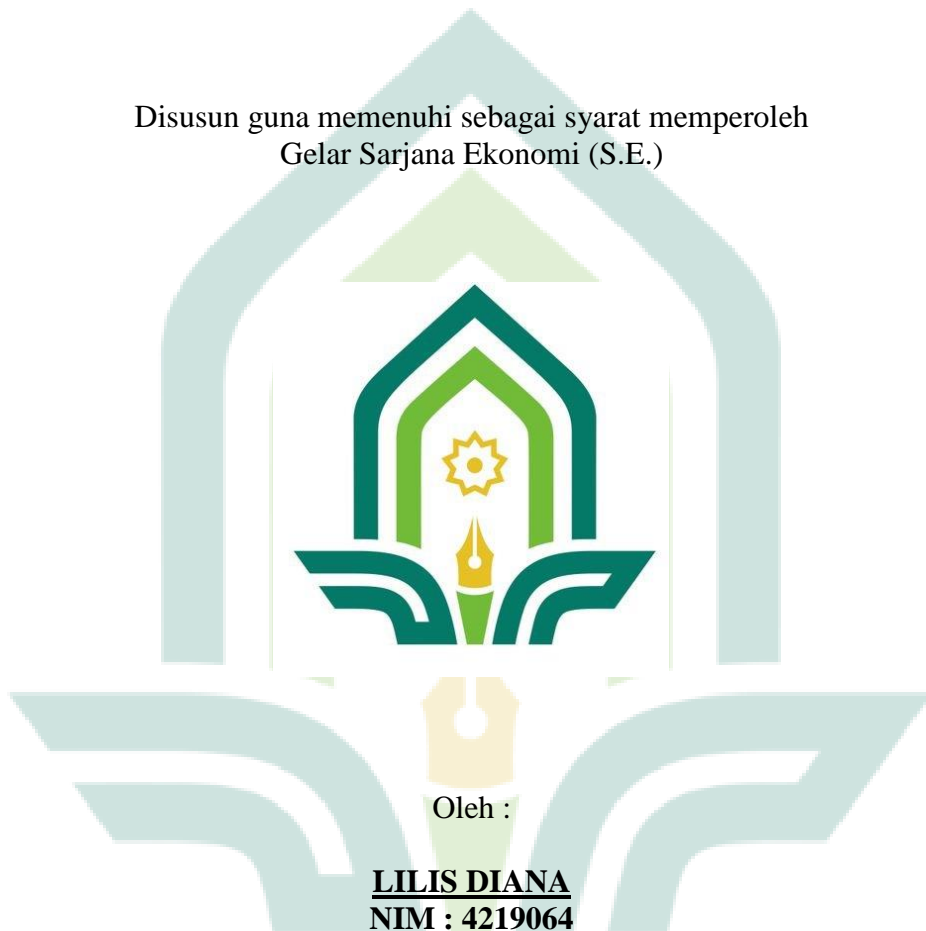 Disusun guna memenuhi sebagai syarat memperoleh
Gelar Sarjana Ekonomi (S.E.)
Oleh :
LILIS DIANA
NIM : 4219064